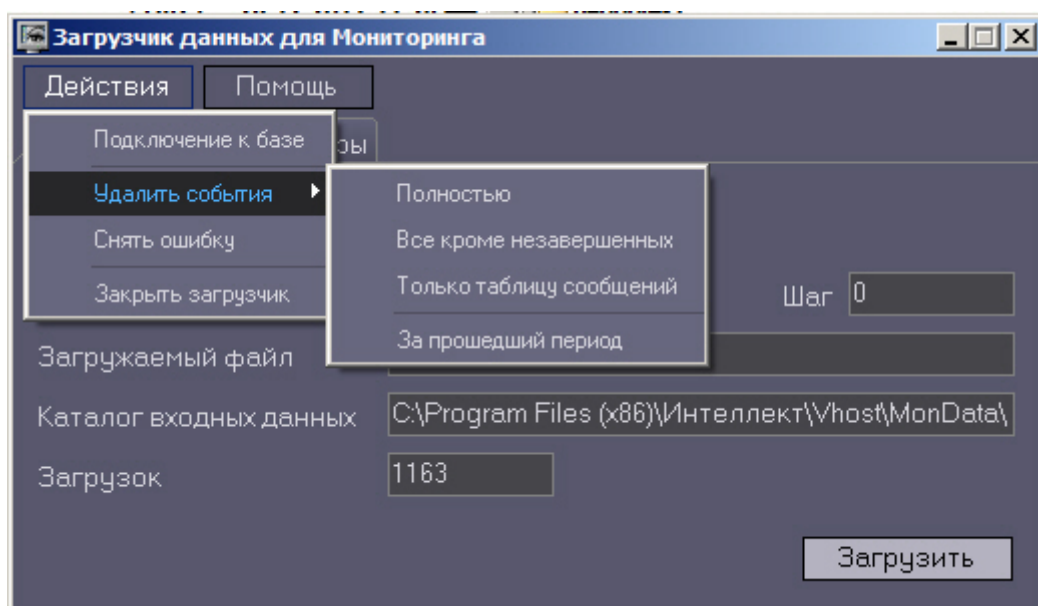 Загрузчик данных для Мониторинга
Действия Помощь
Подключение к базе
Удалить события
Снять ошибку
Закрыть загрузчик
Полностью
Все кроме незавершенных
Только таблицу сообщений
За прошедший период
Шаг 0
Загружаемый файл
Каталог входных данных C:\Program Files (x86)\Интеллект\Vhost\MonData\
Загрузок 1163
Загрузить